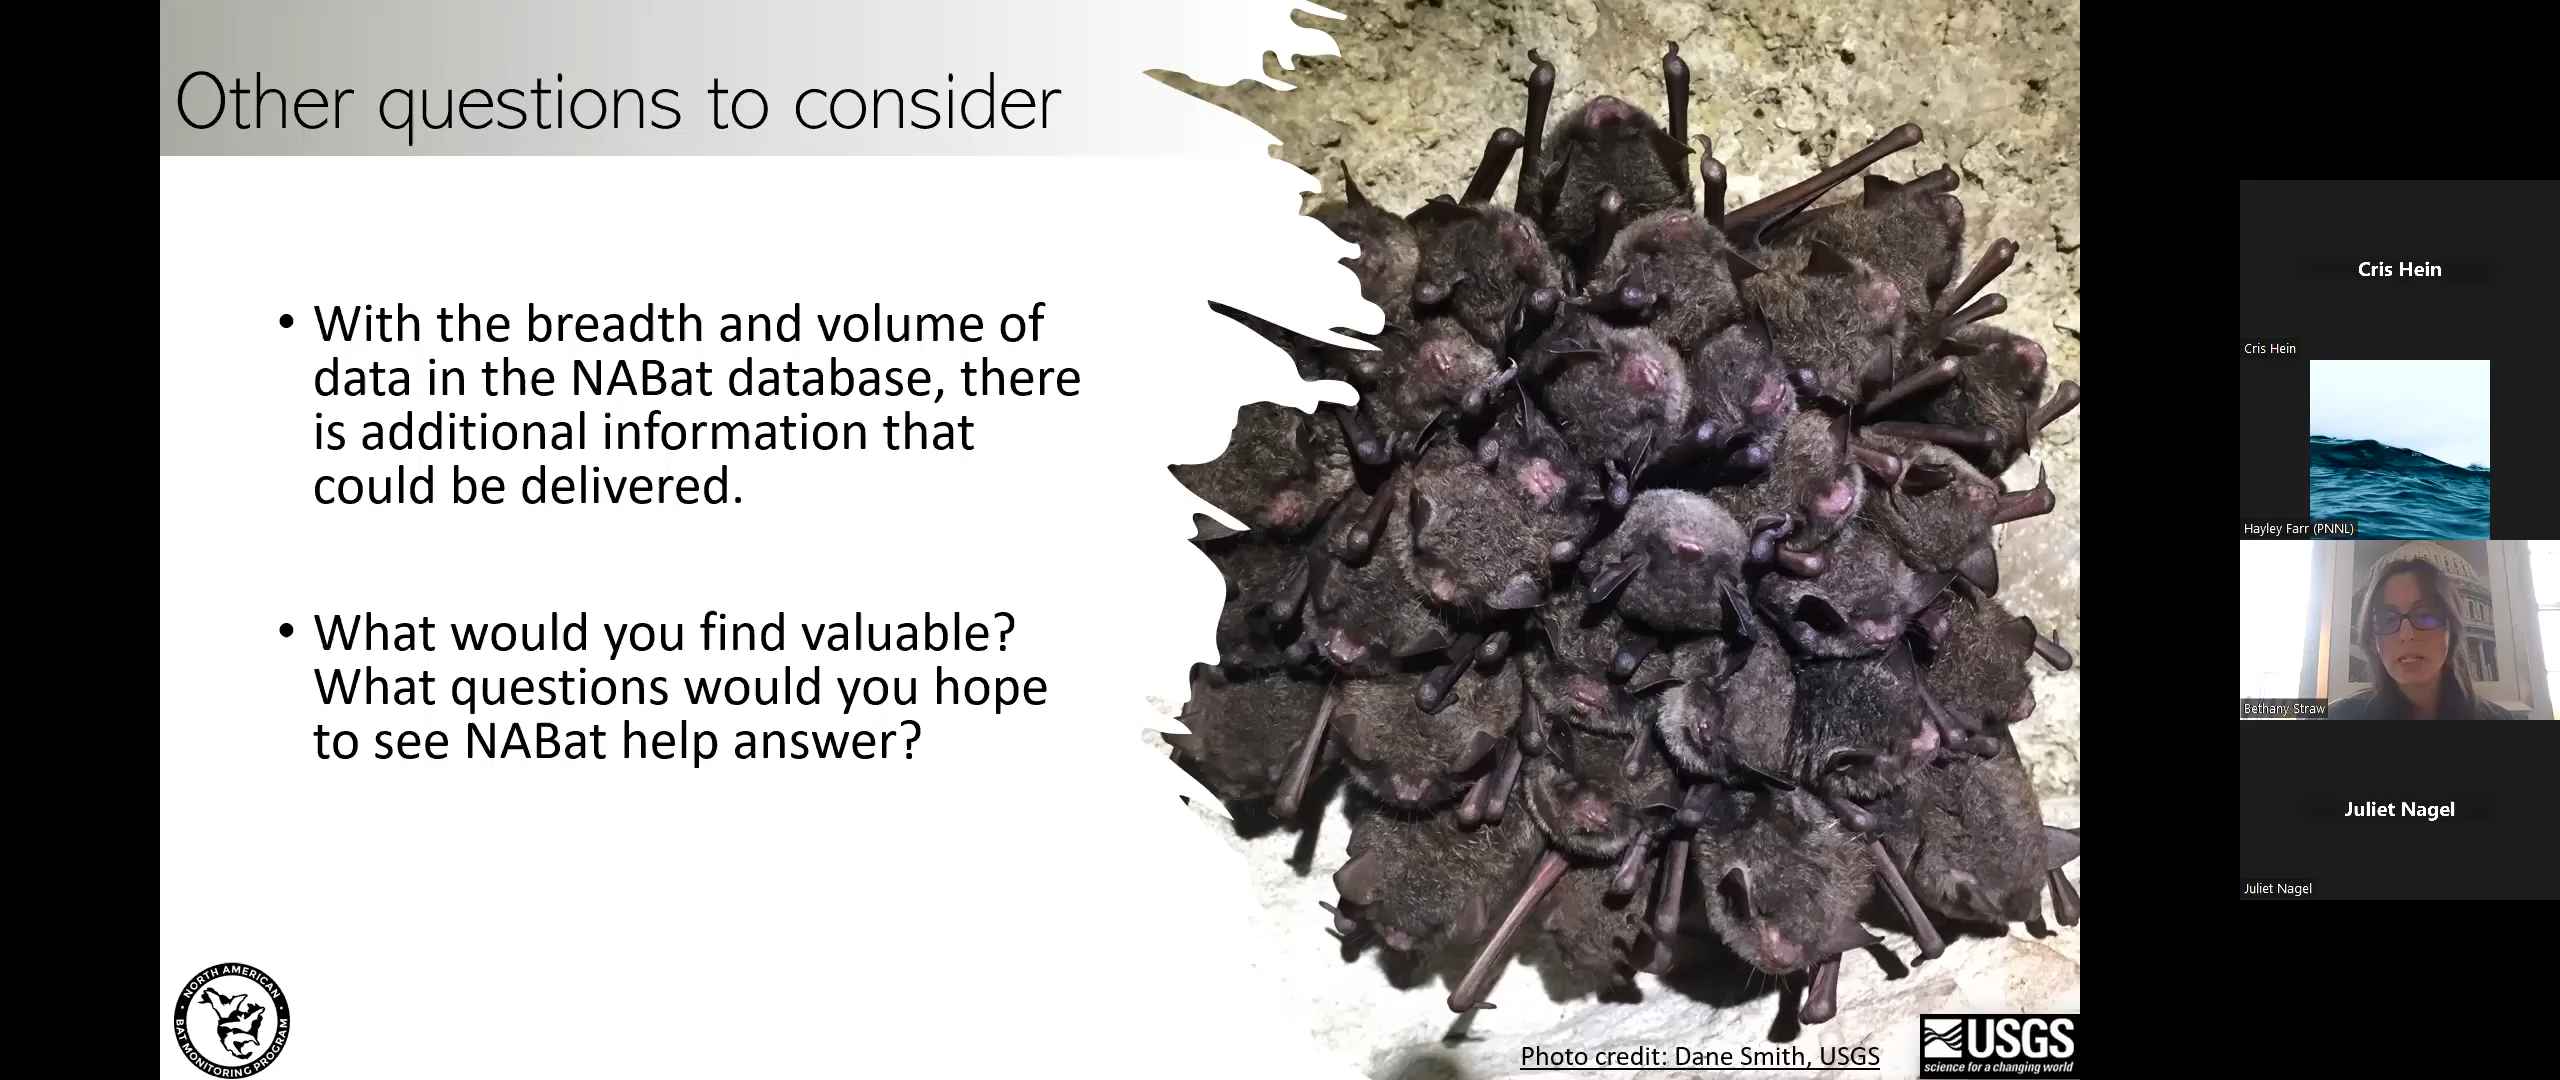 Other questions to consider
• With the breadth and volume of
data in the NABat database, there
is additional information that
could be delivered.
• What would you find valuable?
What questions would you hope
to see NABat help answer?
NORTH AMERICAN
BAT MONITORING PROGRAM
Photo credit: Dane Smith, USGS
USGS
science for a changing world
Cris Hein
Cris Hein
Hayley Farr (PNNL)
Bethany Straw
Juliet Nagel
Juliet Nagel